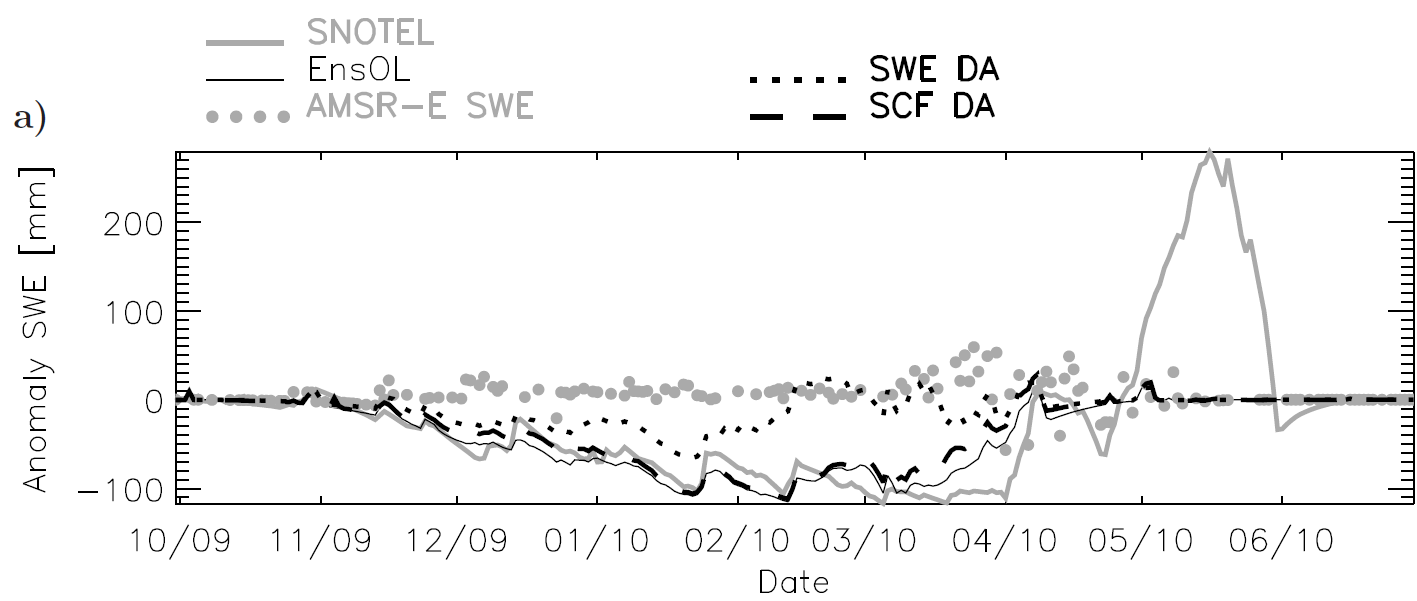 SNOTEL
EnsOL
AMSR-E SWE
SWE DA
SCF DA
a)
Anomaly SWE [mm]
200
100
0
-100
10/09 11/09 12/09 01/10 02/10 03/10 04/10 05/10 06/10
Date